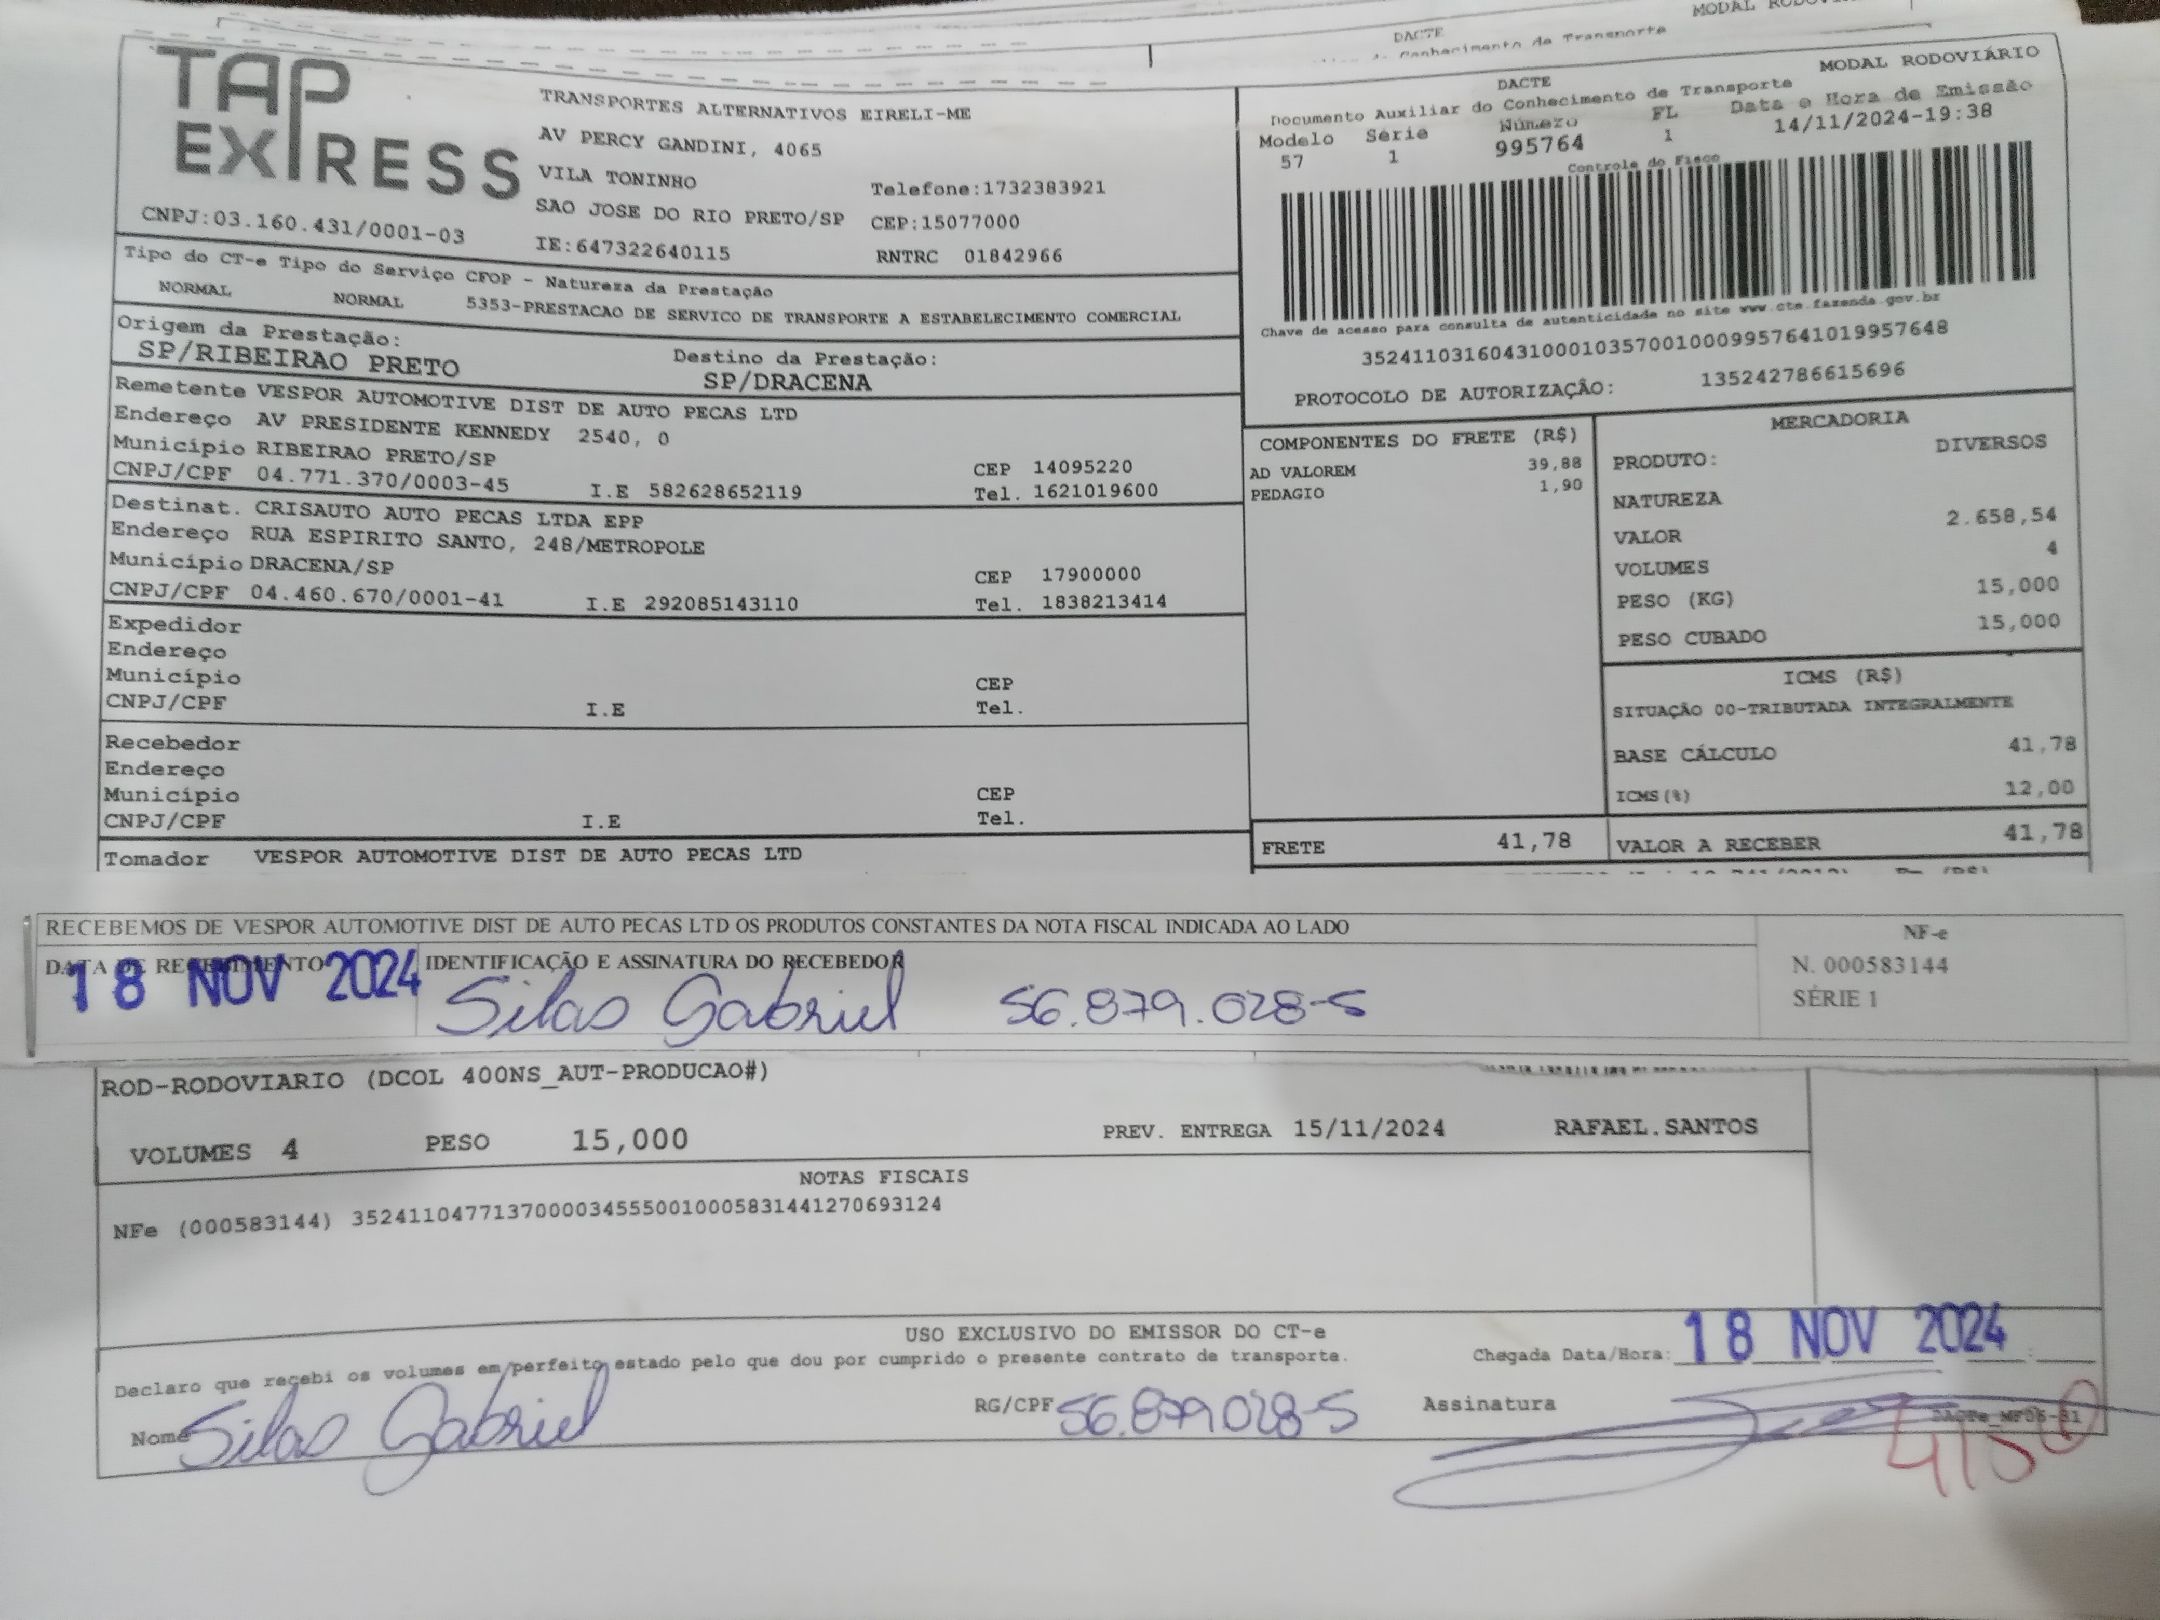 MODAL
DACTE
Conhecimento de Transporte
TAP
EXPRESS
CNPJ:03.160.431/0001-03
TRANSPORTES ALTERNATIVOS EIRELI-ME
AV PERCY GANDINI, 4065
VILA TONINHO
Telefone:1732383921
SAO JOSE DO RIO PRETO/SP CEP:15077000
IE:647322640115 RNTRC 01842966
DACTE MODAL RODOVIÁRIO
Documento Auxiliar do Conhecimento de Transporte
Modelo Série Número FL Data e Hora de Emissão
57 1 995764 1 14/11/2024-19:38
Controle do Fisco
Chave de acesso para consulta de autenticidade no site www.cte.fazenda.gov.br
35241103160431000103570010009957641019957648
PROTOCOLO DE AUTORIZAÇÃO: 135242786615696
Tipo do CT-e Tipo do Serviço CFOP - Natureza da Prestação
NORMAL NORMAL 5353-PRESTACAO DE SERVICO DE TRANSPORTE A ESTABELECIMENTO COMERCIAL
Origem da Prestação: Destino da Prestação:
SP/RIBEIRAO PRETO SP/DRACENA
Remetente VESPOR AUTOMOTIVE DIST DE AUTO PECAS LTD
Endereço AV PRESIDENTE KENNEDY 2540, 0
Município RIBEIRAO PRETO/SP CEP 14095220
CNPJ/CPF 04.771.370/0003-45 I.E 582628652119 Tel. 1621019600
Destinat. CRISAUTO AUTO PECAS LTDA EPP
Endereço RUA ESPIRITO SANTO, 248/METROPOLE
Município DRACENA/SP CEP 17900000
CNPJ/CPF 04.460.670/0001-41 I.E 292085143110 Tel. 1838213414
Expedidor
Endereço
Município CEP
CNPJ/CPF I.E Tel.
Recebedor
Endereço
Município CEP
CNPJ/CPF I.E Tel.
Tomador VESPOR AUTOMOTIVE DIST DE AUTO PECAS LTD
COMPONENTES DO FRETE (R$)
AD VALOREM 39,88
PEDAGIO 1,90
FRETE 41,78
MERCADORIA
PRODUTO: DIVERSOS
NATUREZA
VALOR 2.658,54
VOLUMES 4
PESO (KG) 15,000
PESO CUBADO 15,000
ICMS (R$)
SITUAÇÃO 00-TRIBUTADA INTEGRALMENTE
BASE CÁLCULO 41,78
ICMS(%) 12,00
VALOR A RECEBER 41,78
RECEBEMOS DE VESPOR AUTOMOTIVE DIST DE AUTO PECAS LTD OS PRODUTOS CONSTANTES DA NOTA FISCAL INDICADA AO LADO
DATA DE RECEBIMENTO IDENTIFICAÇÃO E ASSINATURA DO RECEBEDOR
18 NOV 2024 Silas Gabriel 56.879.028-5
NF-e
N. 000583144
SÉRIE 1
ROD-RODOVIARIO (DCOL 400NS_AUT-PRODUCAO#)
VOLUMES 4 PESO 15,000 PREV. ENTREGA 15/11/2024 RAFAEL.SANTOS
NOTAS FISCAIS
NFe (000583144) 35241104771370000345550010005831441270693124
USO EXCLUSIVO DO EMISSOR DO CT-e
Declaro que recebi os volumes em perfeito estado pelo que dou por cumprido o presente contrato de transporte. Chegada Data/Hora: 18 NOV 2024
Nome Silas Gabriel RG/CPF 56.879.028-5 Assinatura